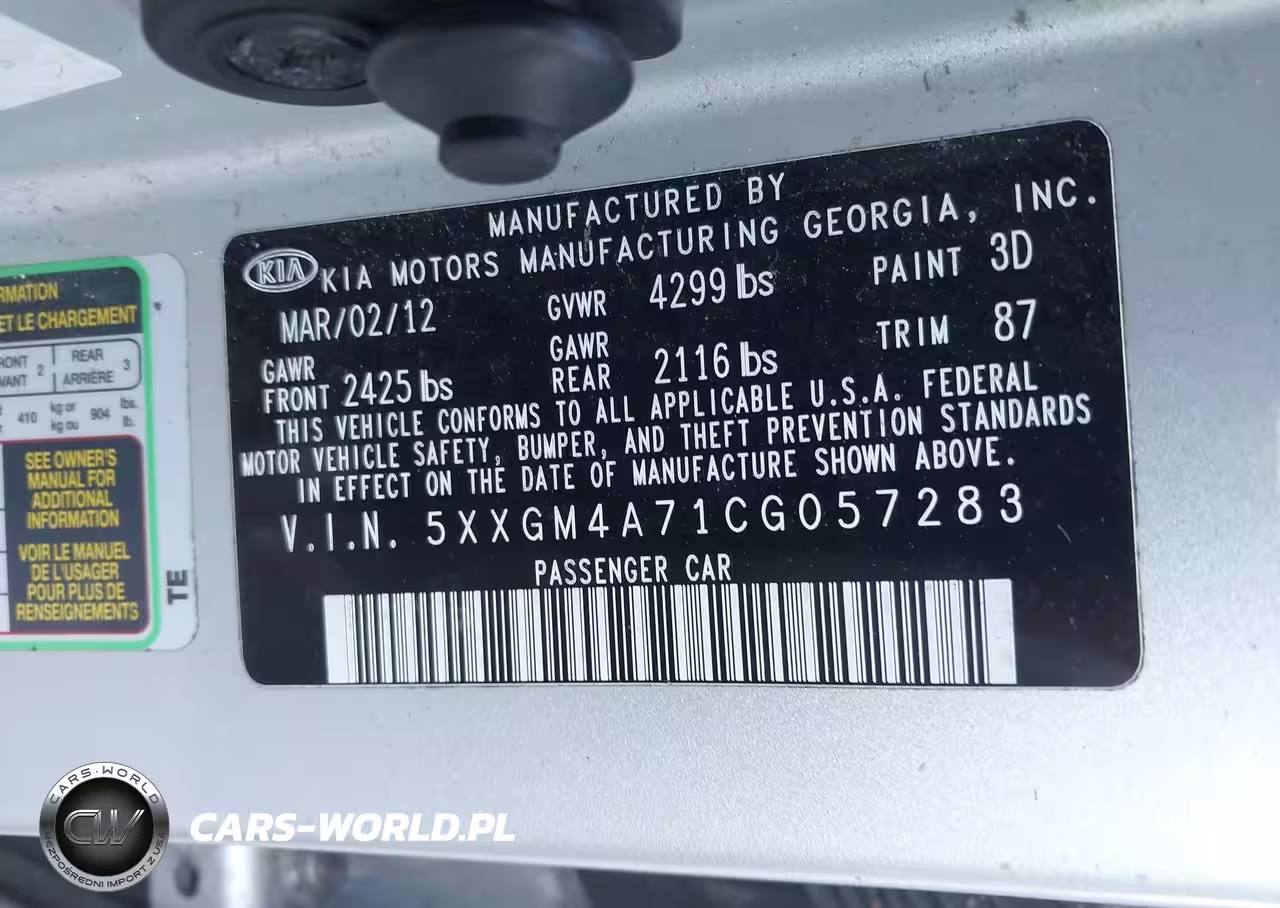 MANUFACTURED BY
KIA KIA MOTORS MANUFACTURING GEORGIA, INC.
MAR/02/12 GVWR 4299 lbs PAINT 3D
GAWR FRONT 2425 lbs GAWR REAR 2116 lbs TRIM 87
THIS VEHICLE CONFORMS TO ALL APPLICABLE U.S.A. FEDERAL
MOTOR VEHICLE SAFETY, BUMPER, AND THEFT PREVENTION STANDARDS
IN EFFECT ON THE DATE OF MANUFACTURE SHOWN ABOVE.
V.I.N. 5XXGM4A71CG057283
PASSENGER CAR
ET LE CHARGEMENT
2 REAR 3
ARRIÈRE
410 kg or 904 lbs.
kg ou lb.
SEE OWNER'S
MANUAL FOR
ADDITIONAL
INFORMATION
VOIR LE MANUEL
DE L'USAGER
POUR PLUS DE
RENSEIGNEMENTS
TE
CARS-WORLD
CW
BEZPOŚREDNI IMPORT Z USA
CARS-WORLD.PL